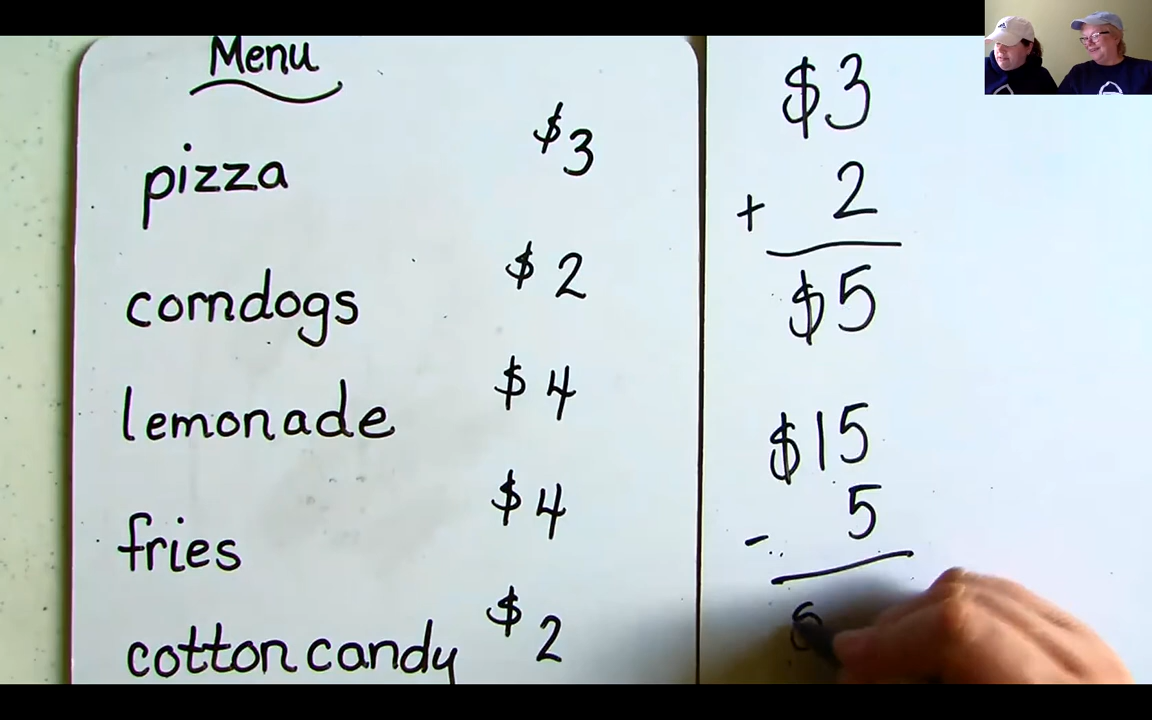 Menu
pizza $3
corndogs $2
lemonade $4
fries $4
cotton candy $2
$3
+ 2
$5
$15
- 5
$